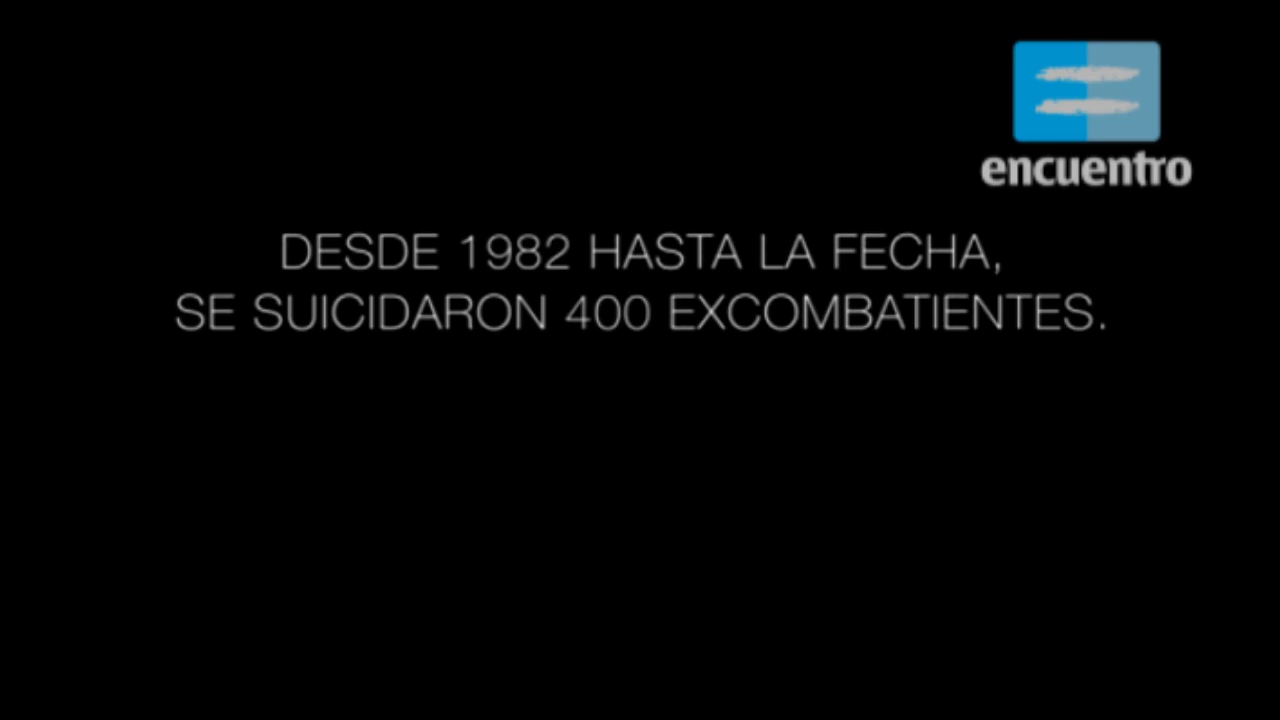 encuentro
DESDE 1982 HASTA LA FECHA,
SE SUICIDARON 400 EXCOMBATIENTES.